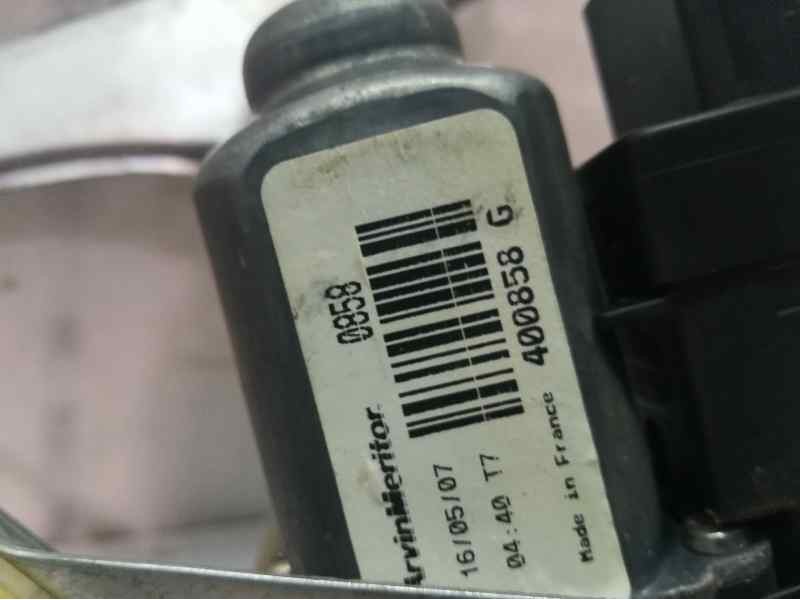 0858
400858 G
ArvinMeritor
16/05/07
04:40 T7
Made in France